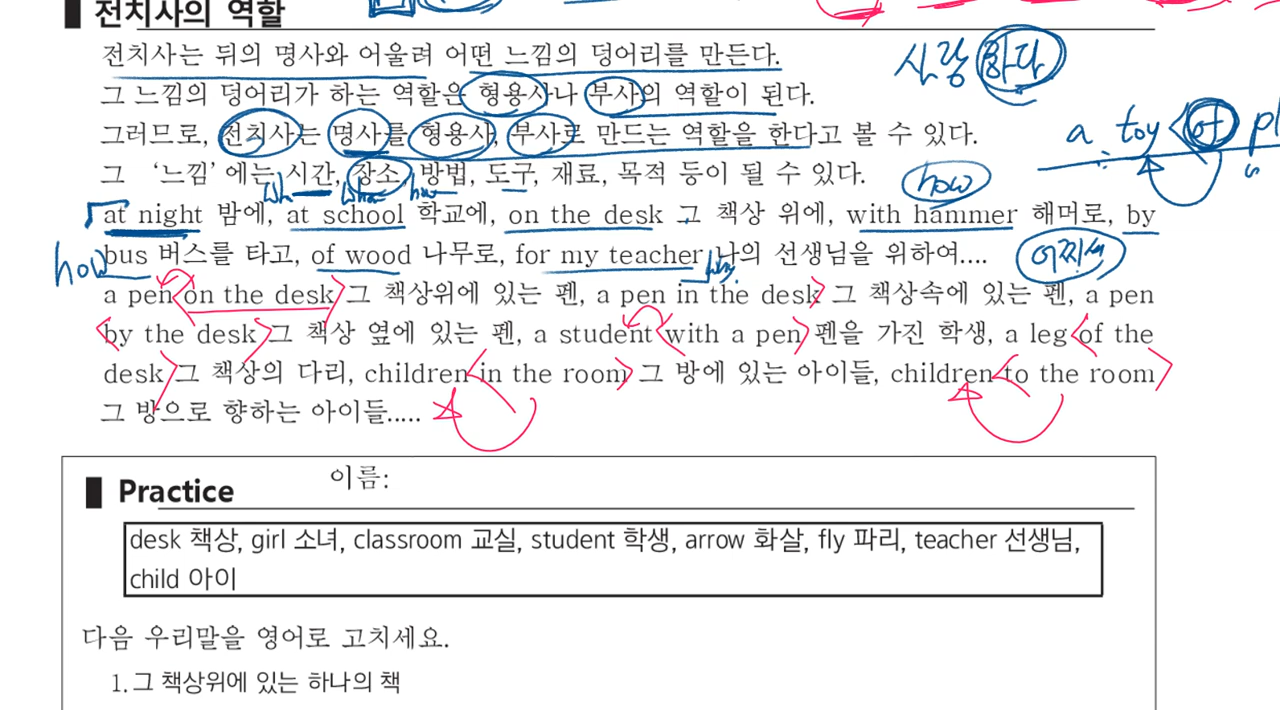 전치사의 역할
전치사는 뒤의 명사와 어울려 어떤 느낌의 덩어리를 만든다.
사랑하다
그 느낌의 덩어리가 하는 역할은 형용사나 부사의 역할이 된다.
그러므로, 전치사는 명사를 형용사, 부사로 만드는 역할을 한다고 볼 수 있다.
a toy of pl
그 ‘느낌’ 에는 시간, 장소, 방법, 도구, 재료, 목적 등이 될 수 있다.
how
at night 밤에, at school 학교에, on the desk 그 책상 위에, with hammer 해머로, by
how
bus 버스를 타고, of wood 나무로, for my teacher 나의 선생님을 위하여....
why
어찌씨
a pen on the desk 그 책상위에 있는 펜, a pen in the desk 그 책상속에 있는 펜, a pen
by the desk 그 책상 옆에 있는 펜, a student with a pen 펜을 가진 학생, a leg of the
desk 그 책상의 다리, children in the room 그 방에 있는 아이들, children to the room
그 방으로 향하는 아이들.....
Practice
이름:
desk 책상, girl 소녀, classroom 교실, student 학생, arrow 화살, fly 파리, teacher 선생님,
child 아이
다음 우리말을 영어로 고치세요.
1. 그 책상위에 있는 하나의 책